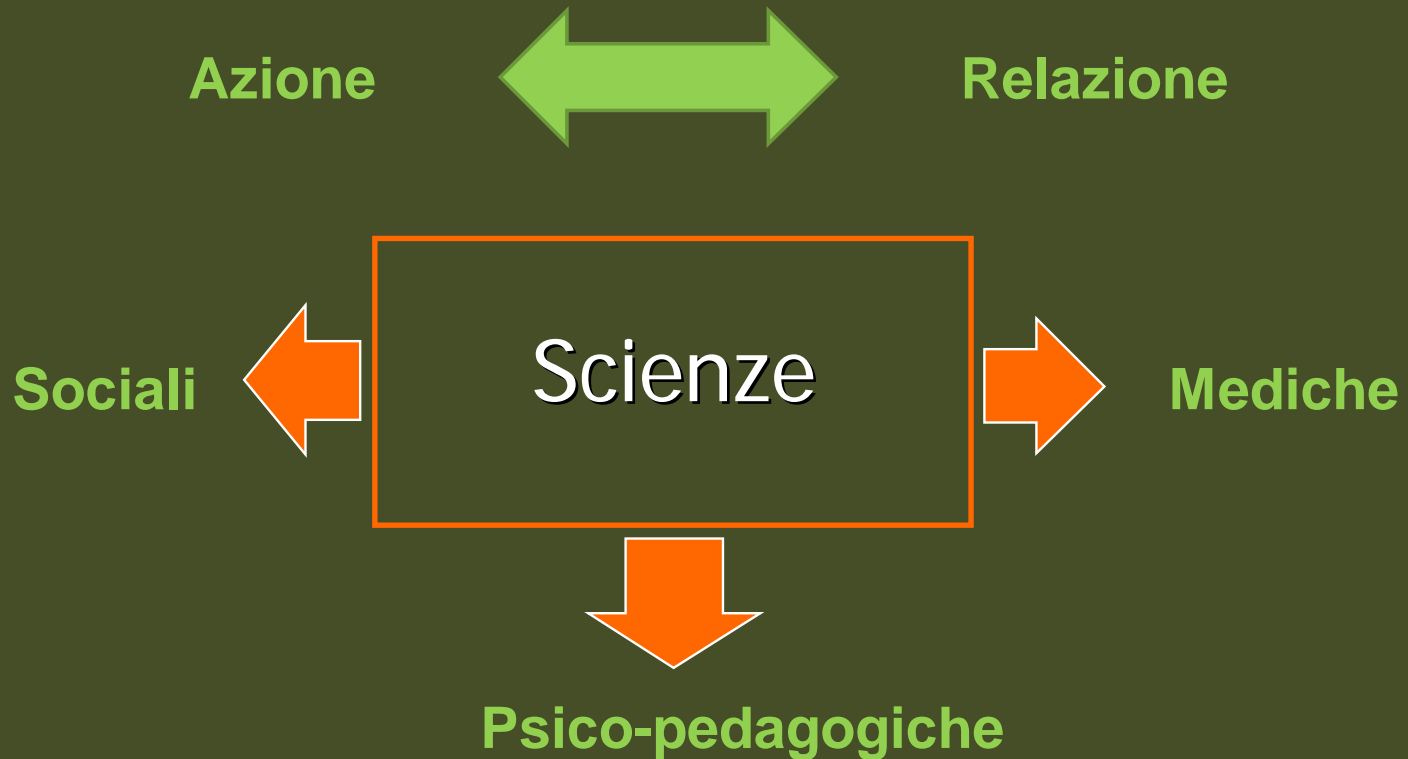 Azione
Relazione
Scienze
Sociali
Mediche
Psico-pedagogiche